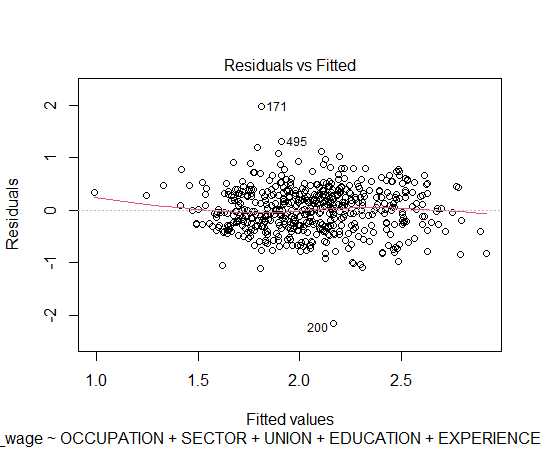 Residuals vs Fitted
2
1
0
-1
-2
Residuals
171
495
200
1.0 1.5 2.0 2.5
Fitted values
_wage ~ OCCUPATION + SECTOR + UNION + EDUCATION + EXPERIENCE